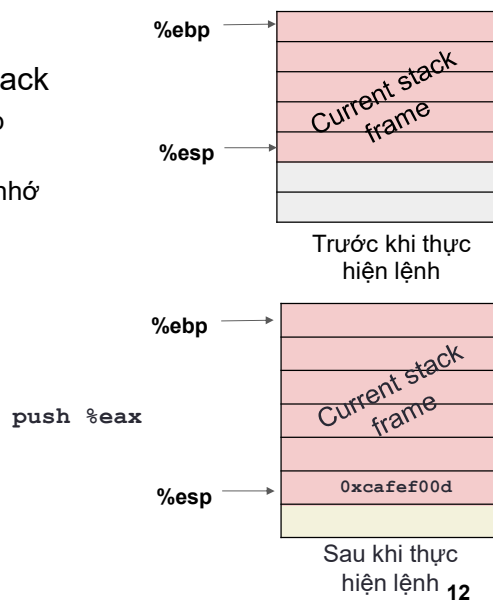 %ebp
ack
Current stack
frame
%esp
nhớ
Trước khi thực
hiện lệnh
%ebp
Current stack
frame
push %eax
0xcafef00d
%esp
Sau khi thực
hiện lệnh 12